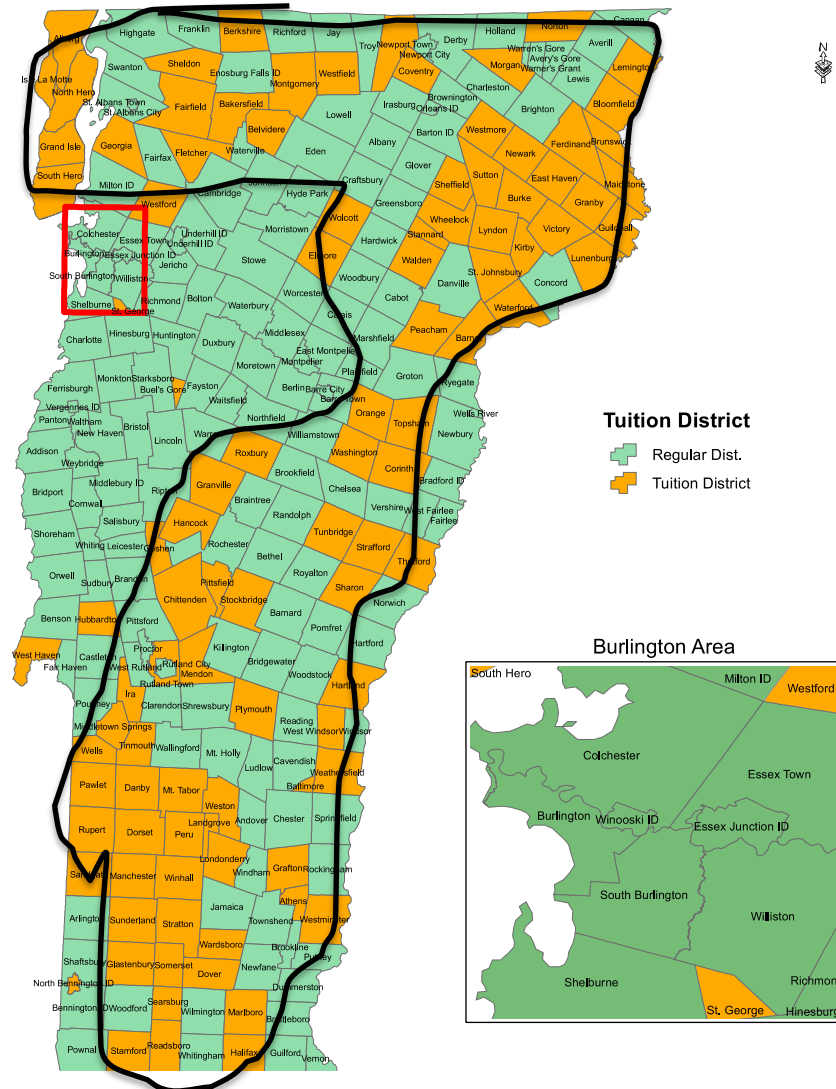 Alburg
Highgate
Franklin
Berkshire
Richford
Jay
Troy
Newport Town
Newport City
Derby
Holland
Norton
Canaan
Averill
Warren's Gore
Avery's Gore
Warner's Grant
Lewis
Lemington
Isle La Motte
North Hero
Swanton
Sheldon
Enosburg Falls ID
Montgomery
Westfield
Coventry
Morgan
Charleston
Brighton
Bloomfield
St. Albans Town
St. Albans City
Fairfield
Bakersfield
Lowell
Irasburg
Brownington
Orleans ID
Barton ID
Westmore
Ferdinand
Brunswick
Grand Isle
Georgia
Fairfax
Fletcher
Belvidere
Waterville
Eden
Albany
Glover
Newark
Maidstone
South Hero
Milton ID
Westford
Cambridge
Johnson
Hyde Park
Craftsbury
Greensboro
Sheffield
Sutton
East Haven
Granby
Guildhall
Colchester
Essex Town
Underhill ID
Underhill ID
Morristown
Wolcott
Hardwick
Wheelock
Stannard
Burke
Lyndon
Victory
Kirby
Lunenburg
Burlington
Essex Junction ID
Jericho
Stowe
Elmore
Woodbury
Walden
St. Johnsbury
Concord
South Burlington
Williston
Richmond
Bolton
Waterbury
Worcester
Calais
Cabot
Danville
Waterford
Shelburne
St. George
Charlotte
Hinesburg
Huntington
Duxbury
Middlesex
East Montpelier
Montpelier
Marshfield
Peacham
Barnet
Plainfield
Groton
Ryegate
Ferrisburg
Monkton
Starksboro
Buel's Gore
Fayston
Moretown
Waitsfield
Berlin
Barre City
Barre Town
Northfield
Orange
Topsham
Wells River
Newbury
Vergennes ID
Panton
Waltham
New Haven
Bristol
Lincoln
Warren
Williamstown
Washington
Corinth
Bradford ID
Addison
Weybridge
Middlebury ID
Ripton
Roxbury
Granville
Brookfield
Chelsea
Vershire
West Fairlee
Fairlee
Bridport
Cornwall
Salisbury
Hancock
Braintree
Randolph
Tunbridge
Strafford
Thetford
Shoreham
Whiting
Leicester
Goshen
Rochester
Bethel
Royalton
Sharon
Norwich
Orwell
Sudbury
Brandon
Chittenden
Pittsfield
Stockbridge
Barnard
Pomfret
Hartford
Benson
Hubbardton
Pittsford
West Haven
Fair Haven
Castleton
Proctor
West Rutland
Rutland City
Mendon
Rutland Town
Killington
Bridgewater
Woodstock
Hartland
Ira
Clarendon
Shrewsbury
Plymouth
Reading
West Windsor
Windsor
Poultney
Middletown Springs
Wells
Tinmouth
Wallingford
Mt. Holly
Ludlow
Cavendish
Baltimore
Weathersfield
Pawlet
Danby
Mt. Tabor
Weston
Andover
Chester
Springfield
Rupert
Dorset
Peru
Landgrove
Londonderry
Windham
Grafton
Rockingham
Manchester
Winhall
Jamaica
Athens
Westminster
Arlington
Sunderland
Stratton
Townshend
Brookline
Putney
Shaftsbury
Glastenbury
Somerset
Wardsboro
Dover
Newfane
Dummerston
North Bennington ID
Bennington ID
Woodford
Searsburg
Wilmington
Marlboro
Brattleboro
Pownal
Stamford
Readsboro
Whitingham
Halifax
Guilford
Vernon
N
Tuition District
Regular Dist.
Tuition District
Burlington Area
South Hero
Milton ID
Westford
Colchester
Essex Town
Burlington
Winooski ID
Essex Junction ID
South Burlington
Williston
Shelburne
St. George
Richmon
Hinesburg